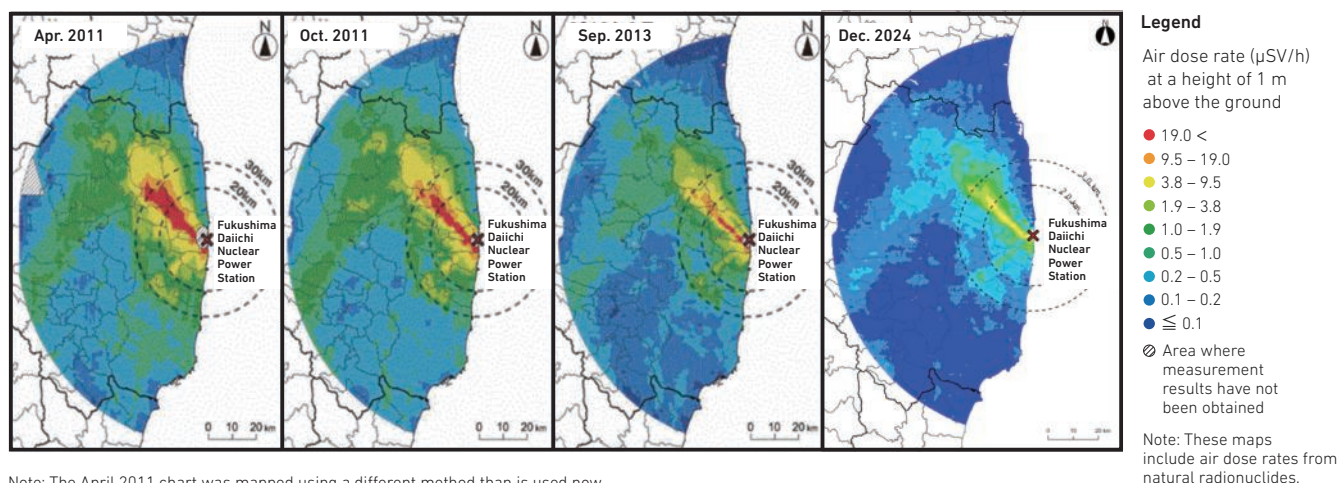 Apr. 2011
N
30km
20km
Fukushima
Daiichi
Nuclear
Power
Station
0 10 20 km
Oct. 2011
N
30km
20km
Fukushima
Daiichi
Nuclear
Power
Station
0 10 20 km
Sep. 2013
N
30km
20km
Fukushima
Daiichi
Nuclear
Power
Station
0 10 20 km
Dec. 2024
Fukushima
Daiichi
Nuclear
Power
Station
Legend
Air dose rate (μSV/h)
at a height of 1 m
above the ground
19.0 <
9.5 – 19.0
3.8 – 9.5
1.9 – 3.8
1.0 – 1.9
0.5 – 1.0
0.2 – 0.5
0.1 – 0.2
≦ 0.1
Area where
measurement
results have not
been obtained
Note: These maps
include air dose rates from
natural radionuclides.
Note: The April 2011 chart was mapped using a different method than is used now